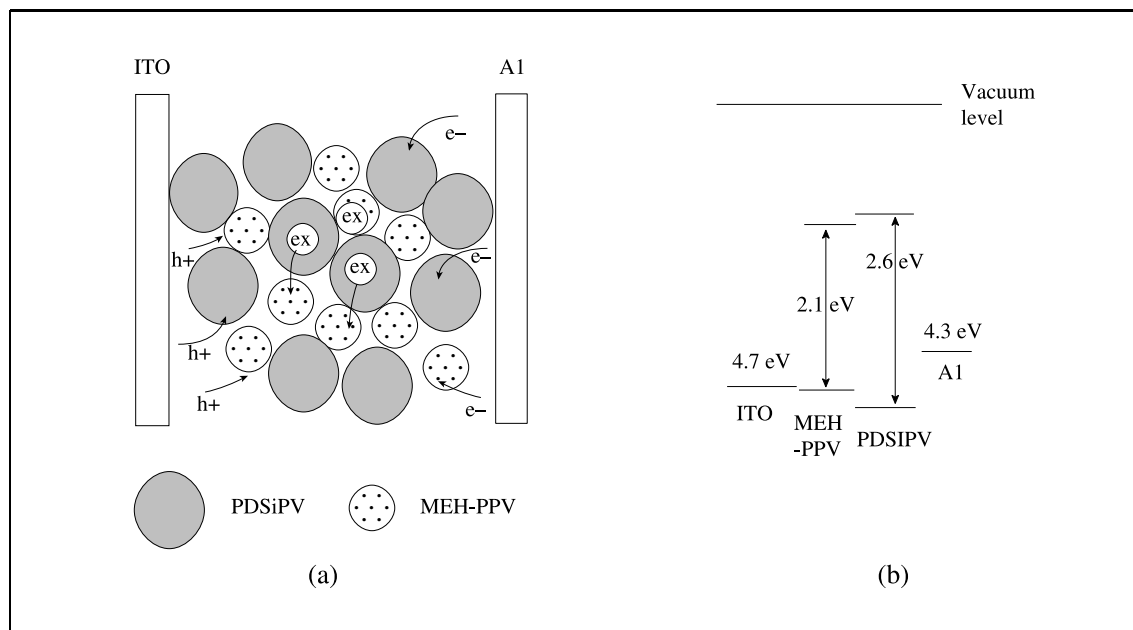 ITO
A1
e−
ex
ex
h+
e−
ex
h+
h+
e−
PDSiPV
MEH-PPV
(a)
Vacuum
level
2.6 eV
2.1 eV
4.3 eV
4.7 eV
A1
ITO
MEH
-PPV
PDSIPV
(b)